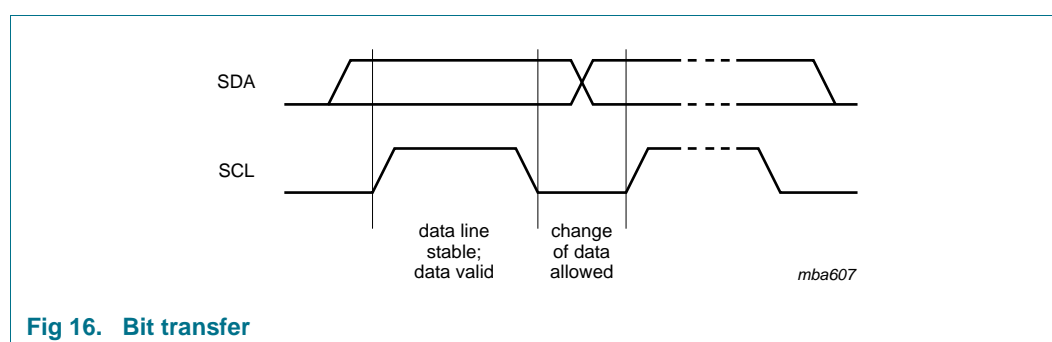 SDA
SCL
data line
stable;
data valid
change
of data
allowed
mba607
Fig 16. Bit transfer